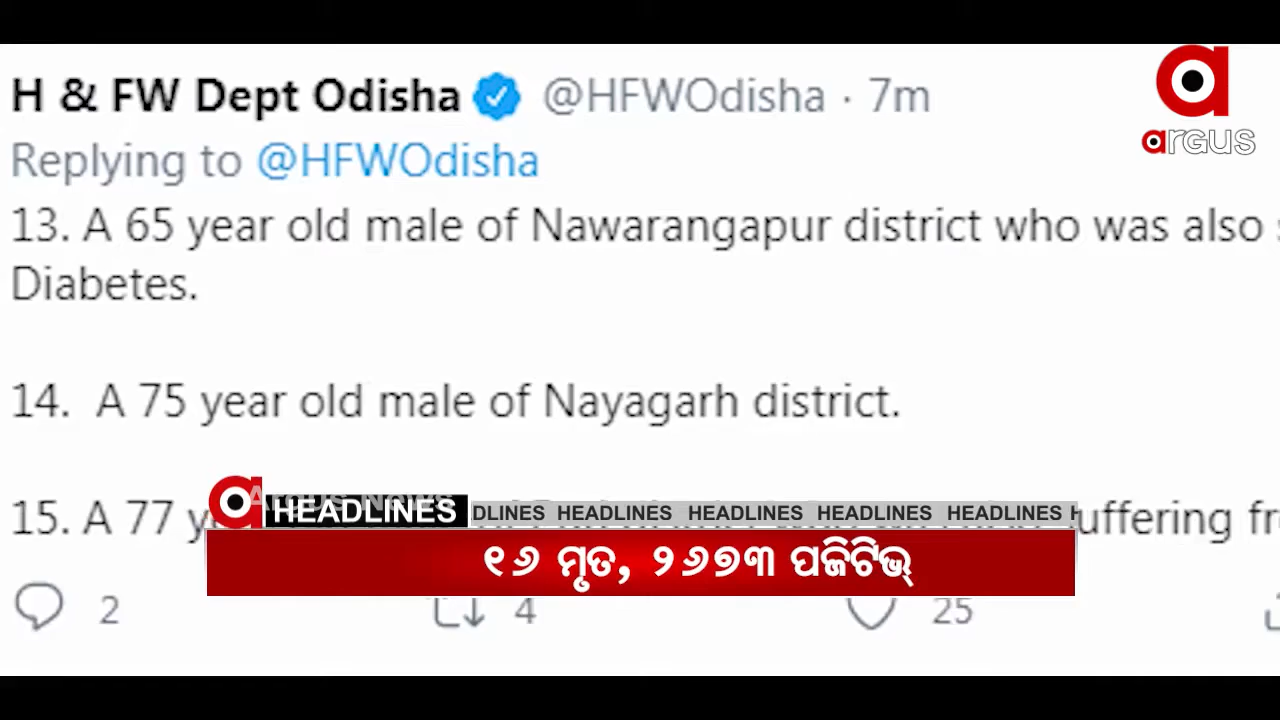 H & FW Dept Odisha @HFWOdisha · 7m
argus
Replying to @HFWOdisha
13. A 65 year old male of Nawarangapur district who was also
Diabetes.
14. A 75 year old male of Nayagarh district.
HEADLINES DLINES HEADLINES HEADLINES HEADLINES HEADLINES
15. A 77 uffering
୧୬ ମୃତ, ୨୬୭୩ ପଜିଟିଭ୍
2 4 25